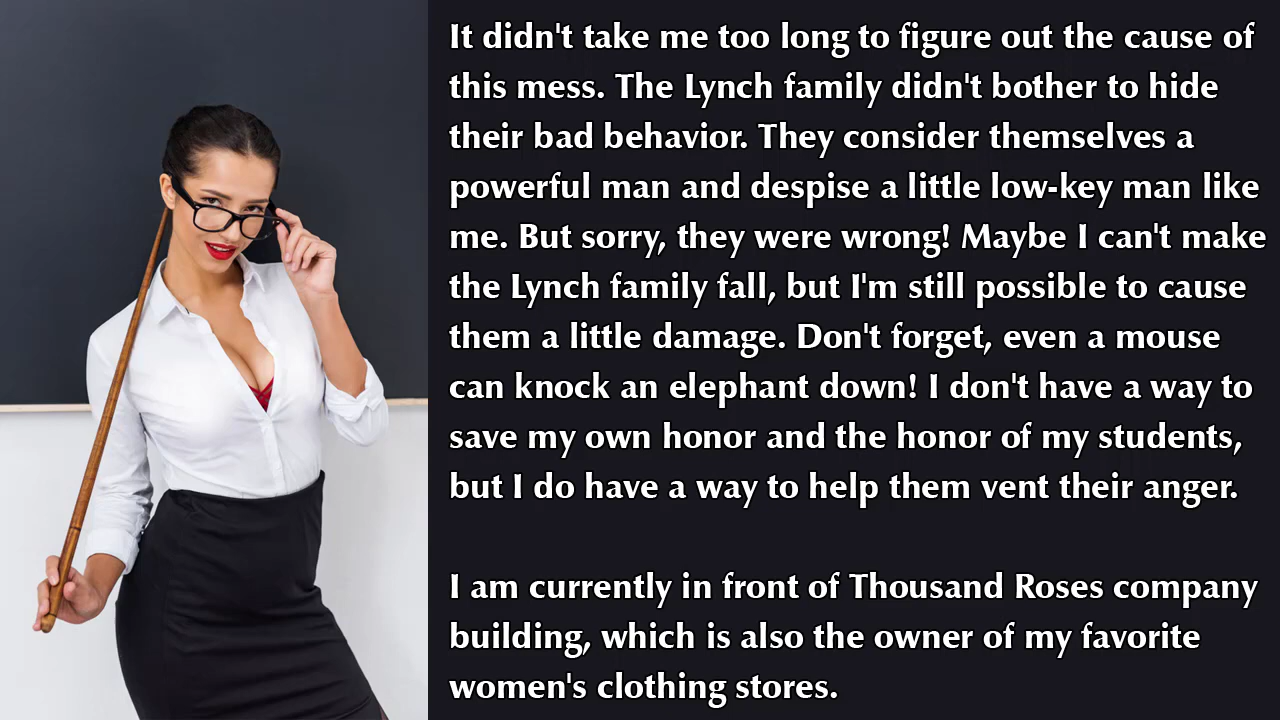 It didn't take me too long to figure out the cause of
this mess. The Lynch family didn't bother to hide
their bad behavior. They consider themselves a
powerful man and despise a little low-key man like
me. But sorry, they were wrong! Maybe I can't make
the Lynch family fall, but I'm still possible to cause
them a little damage. Don't forget, even a mouse
can knock an elephant down! I don't have a way to
save my own honor and the honor of my students,
but I do have a way to help them vent their anger.
I am currently in front of Thousand Roses company
building, which is also the owner of my favorite
women's clothing stores.